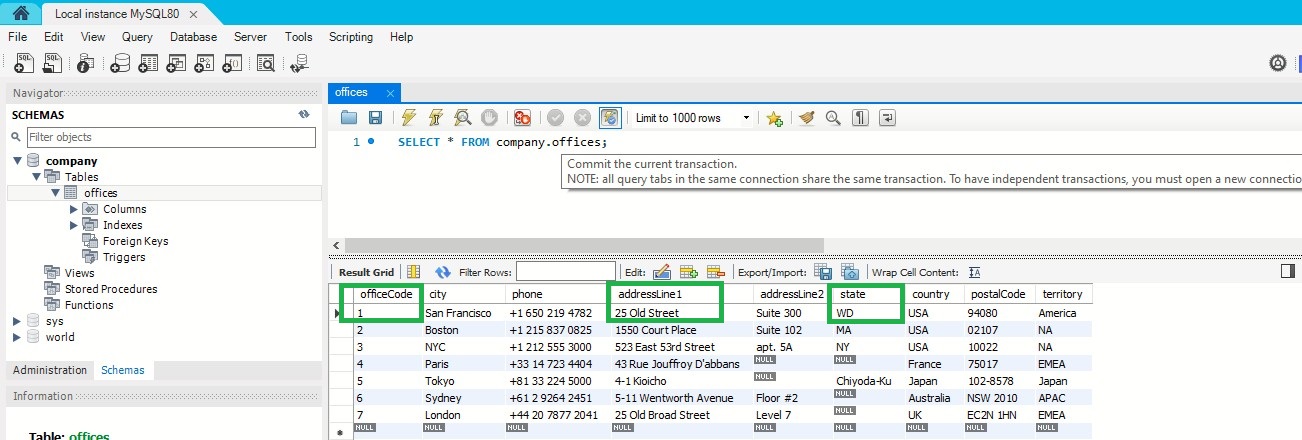 Local instance MySQL80 ×
File Edit View Query Database Server Tools Scripting Help
Navigator
offices ×
SCHEMAS
Limit to 1000 rows
Filter objects
1 SELECT * FROM company.offices;
company
Commit the current transaction.
Tables
NOTE: all query tabs in the same connection share the same transaction. To have independent transactions, you must open a new connectio
offices
Columns
Indexes
Foreign Keys
Triggers
Views
Stored Procedures
Functions
sys
world
Administration Schemas
Information
Table: offices
Result Grid Filter Rows: Edit: Export/Import: Wrap Cell Content: IA
officeCode city phone addressLine1 addressLine2 state country postalCode territory
1 San Francisco +1 650 219 4782 25 Old Street Suite 300 WD USA 94080 America
2 Boston +1 215 837 0825 1550 Court Place Suite 102 MA USA 02107 NA
3 NYC +1 212 555 3000 523 East 53rd Street apt. 5A NY USA 10022 NA
4 Paris +33 14 723 4404 43 Rue Jouffroy D'abbans NULL NULL France 75017 EMEA
5 Tokyo +81 33 224 5000 4-1 Kioicho NULL Chiyoda-Ku Japan 102-8578 Japan
6 Sydney +61 2 9264 2451 5-11 Wentworth Avenue Floor #2 NULL Australia NSW 2010 APAC
7 London +44 20 7877 2041 25 Old Broad Street Level 7 NULL UK EC2N 1HN EMEA
NULL NULL NULL NULL NULL NULL NULL NULL NULL